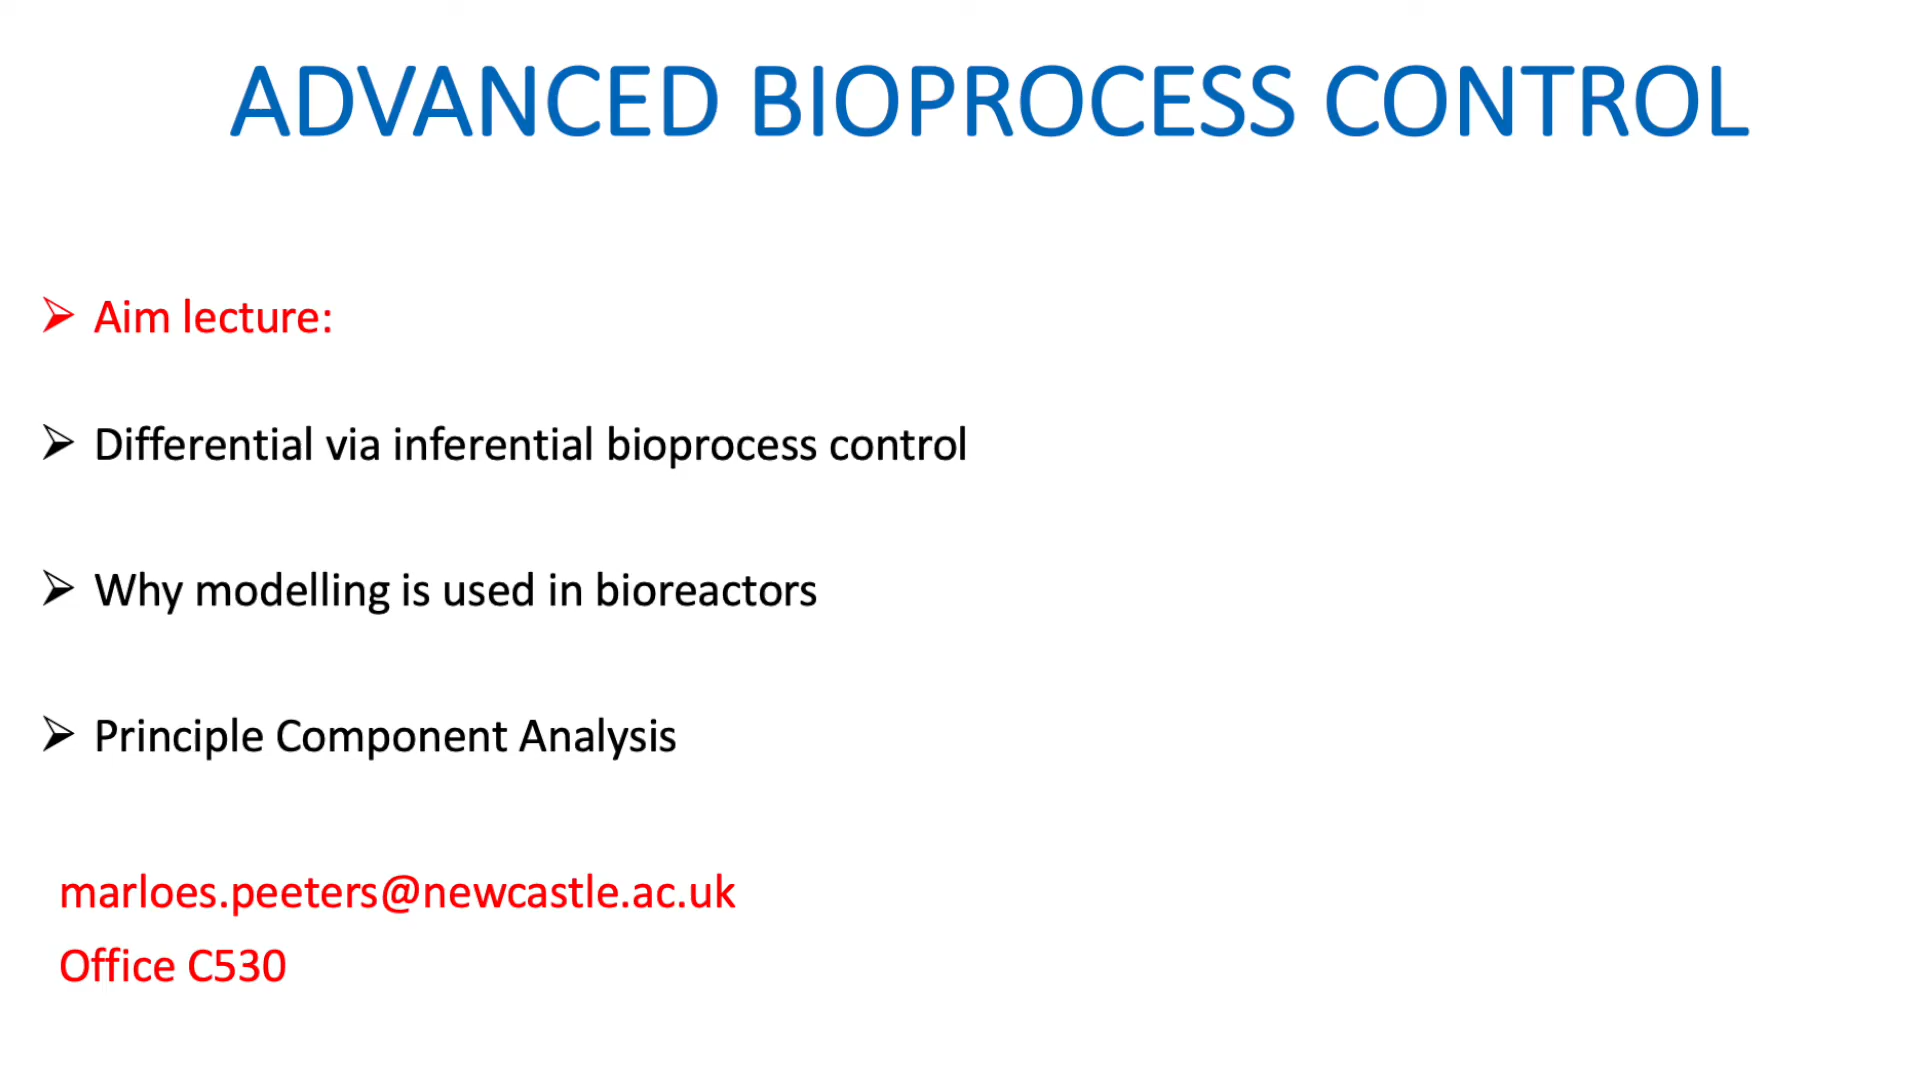 ADVANCED BIOPROCESS CONTROL
Aim lecture:
Differential via inferential bioprocess control
Why modelling is used in bioreactors
Principle Component Analysis
marloes.peeters@newcastle.ac.uk
Office C530